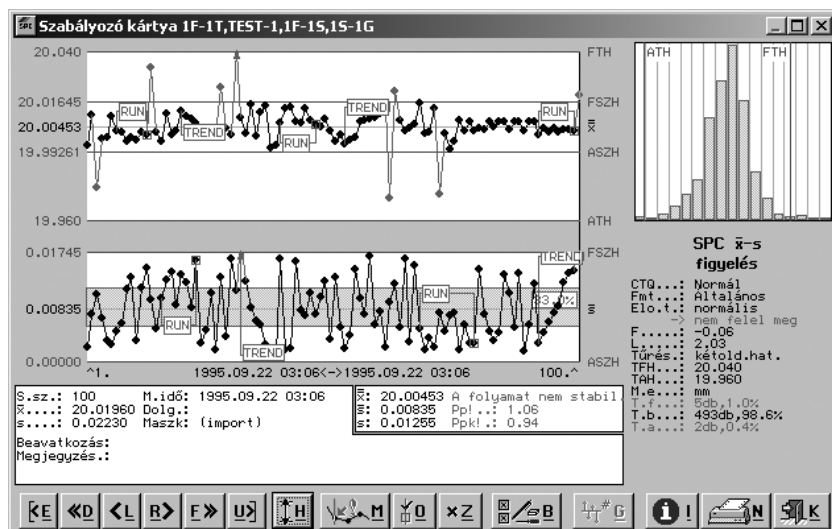 SPC Szabályozó kártya 1F-1T,TEST-1,1F-1S,1S-1G
20.040 FTH
20.01645 FSZH
20.00453 x̿
19.99261 ASZH
19.960 ATH
RUN
TREND
RUN
TREND
RUN
0.01745 FSZH
0.00835 s̄
0.00000 ASZH
TREND
RUN
RUN
TREND
^1. 1995.09.22 03:06<->1995.09.22 03:06 100.^
ATH FTH
SPC x̄-s
figyelés
CTQ...: Normál
Fmt...: Általános
Elo.t.: normális
-> nem felel meg
F.....: -0.06
L.....: 2.03
Tűrés.: kétold.hat.
TFH...: 20.040
TAH...: 19.960
M.e...: mm
T.f...: 5db,1.0%
T.b...: 493db,98.6%
T.a...: 2db,0.4%
S.sz.: 100 M.idő: 1995.09.22 03:06
x̄....: 20.01960 Dolg.:
s....: 0.02230 Maszk: (import)
x̿: 20.00453 A folyamat nem stabil.
s̄: 0.00835 Pp! ..: 1.06
s: 0.01255 Ppk!..: 0.94
Beavatkozás:
Megjegyzés.:
E D L R F U H M O Z B G ! N K